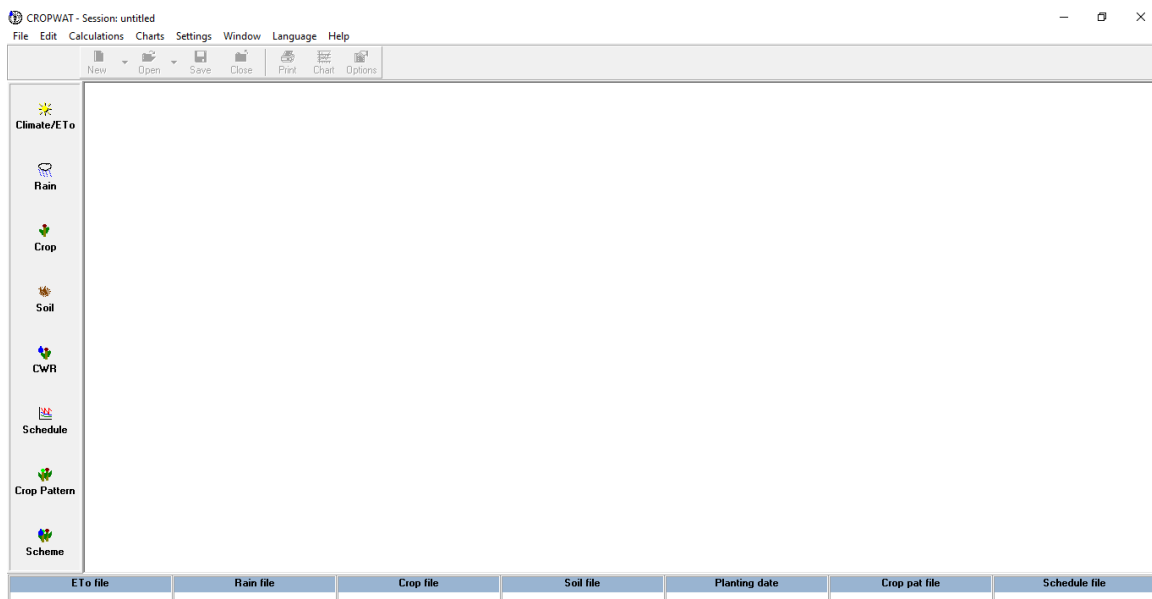 CROPWAT - Session: untitled
File Edit Calculations Charts Settings Window Language Help
New Open Save Close Print Chart Options
Climate/ETo
Rain
Crop
Soil
CWR
Schedule
Crop Pattern
Scheme
ETo file Rain file Crop file Soil file Planting date Crop pat file Schedule file